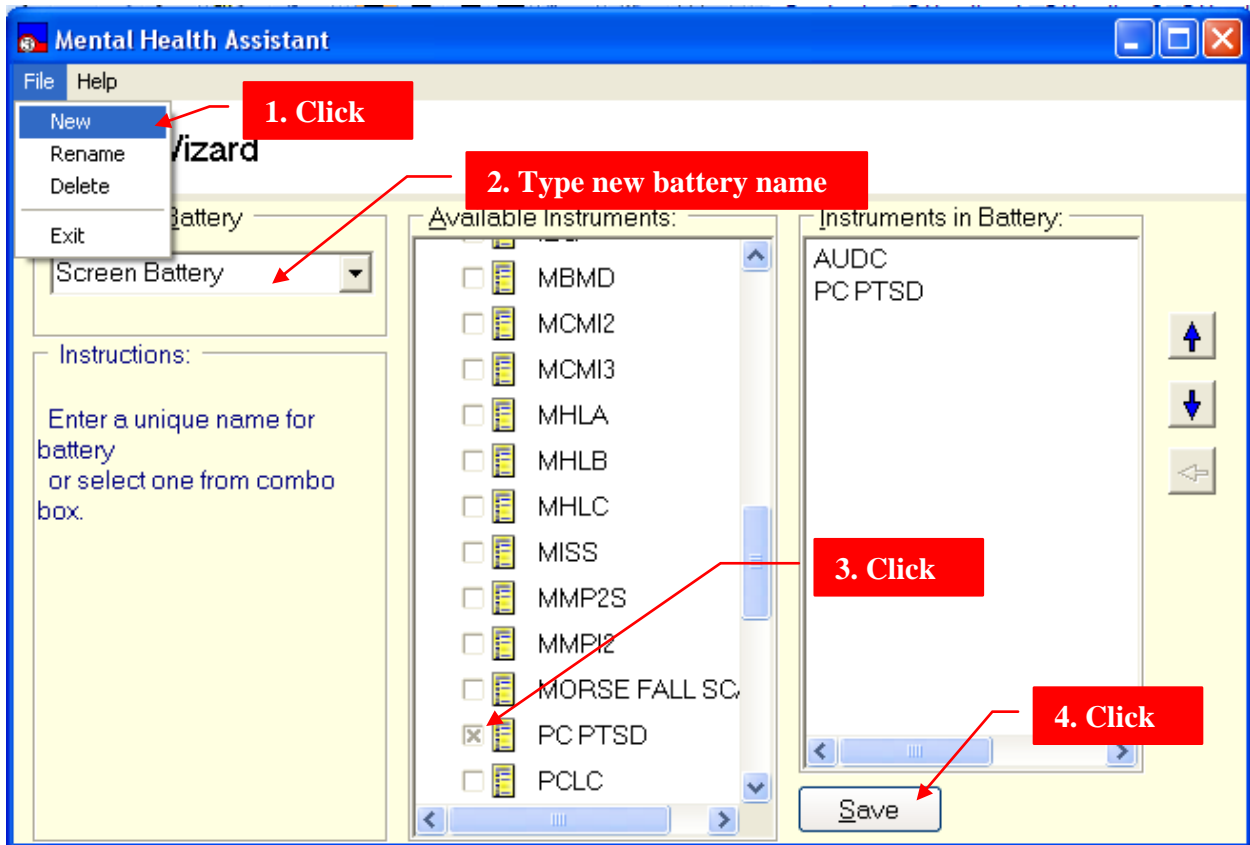 Mental Health Assistant
File Help
New
Rename
Delete
Exit
1. Click
2. Type new battery name
Battery
Screen Battery
Instructions:
Enter a unique name for
battery
or select one from combo
box.
Available Instruments:
MBMD
MCMI2
MCMI3
MHLA
MHLB
MHLC
MISS
MMP2S
MMPI2
MORSE FALL SC
PC PTSD
PCLC
Instruments in Battery:
AUDC
PC PTSD
3. Click
4. Click
Save